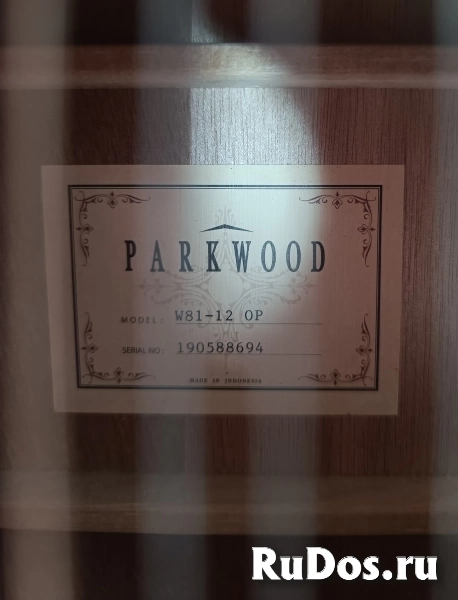 PARKWOOD
MODEL: W81-12 OP
SERIAL NO: 190588694
MADE IN INDONESIA
RuDos.ru